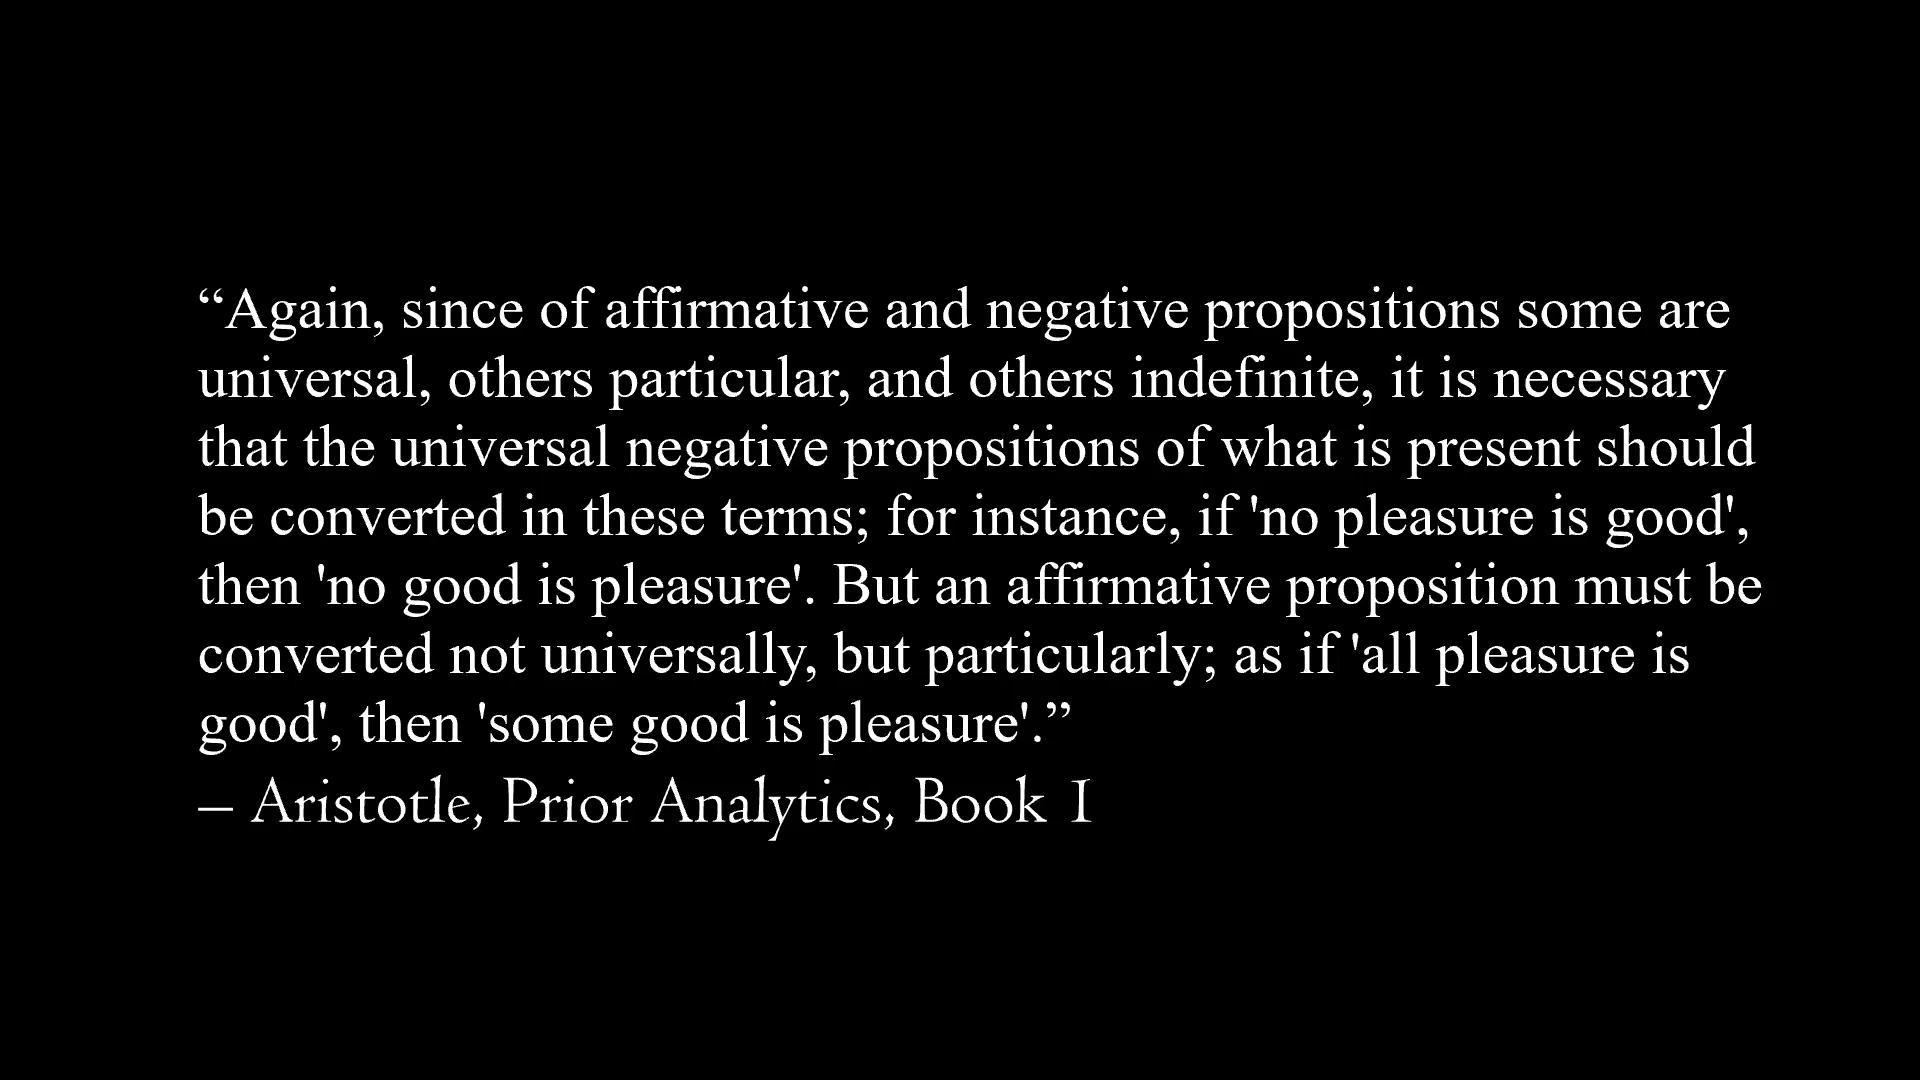 “Again, since of affirmative and negative propositions some are
universal, others particular, and others indefinite, it is necessary
that the universal negative propositions of what is present should
be converted in these terms; for instance, if 'no pleasure is good',
then 'no good is pleasure'. But an affirmative proposition must be
converted not universally, but particularly; as if 'all pleasure is
good', then 'some good is pleasure'.”
– Aristotle, Prior Analytics, Book I